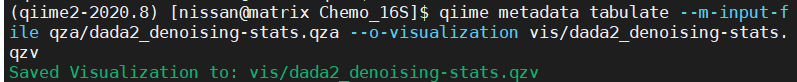 (qiime2-2020.8) [nissan@matrix Chemo_16S]$ qiime metadata tabulate --m-input-f
ile qza/dada2_denoising-stats.qza --o-visualization vis/dada2_denoising-stats.
qzv
Saved Visualization to: vis/dada2_denoising-stats.qzv